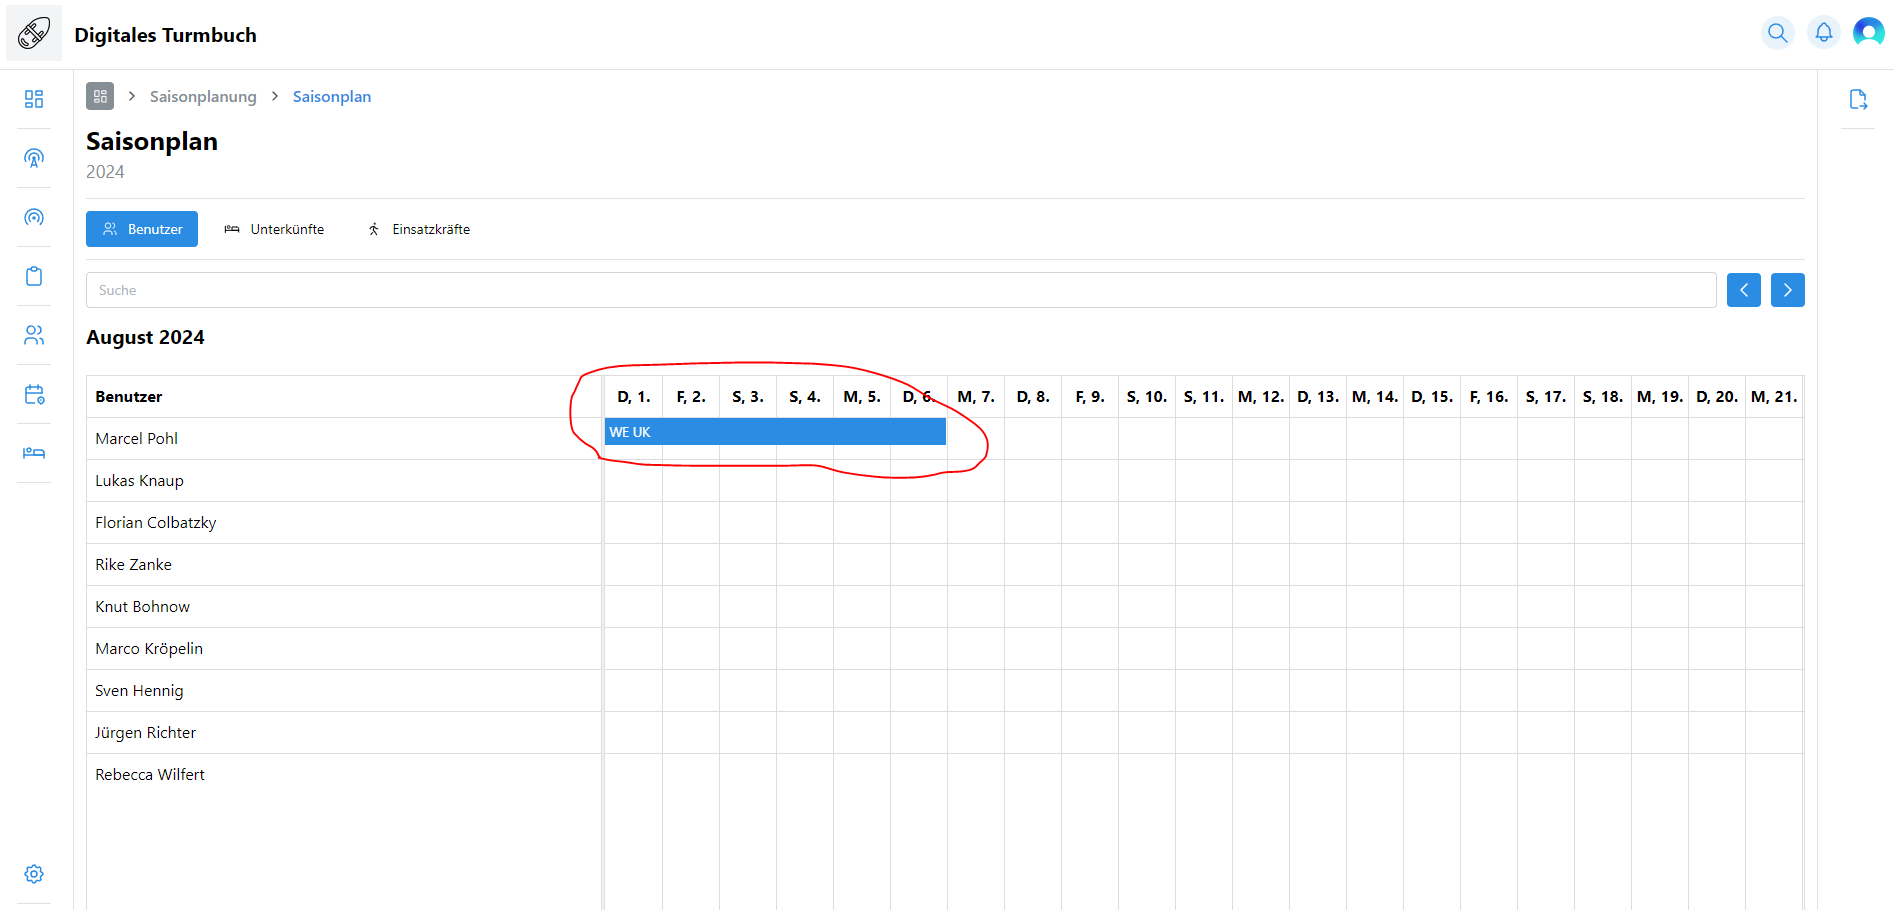 Digitales Turmbuch
Saisonplanung Saisonplan
Saisonplan
2024
Benutzer Unterkünfte Einsatzkräfte
Suche
August 2024
Benutzer D, 1. F, 2. S, 3. S, 4. M, 5. D, 6. M, 7. D, 8. F, 9. S, 10. S, 11. M, 12. D, 13. M, 14. D, 15. F, 16. S, 17. S, 18. M, 19. D, 20. M, 21.
Marcel Pohl WE UK
Lukas Knaup
Florian Colbatzky
Rike Zanke
Knut Bohnow
Marco Kröpelin
Sven Hennig
Jürgen Richter
Rebecca Wilfert